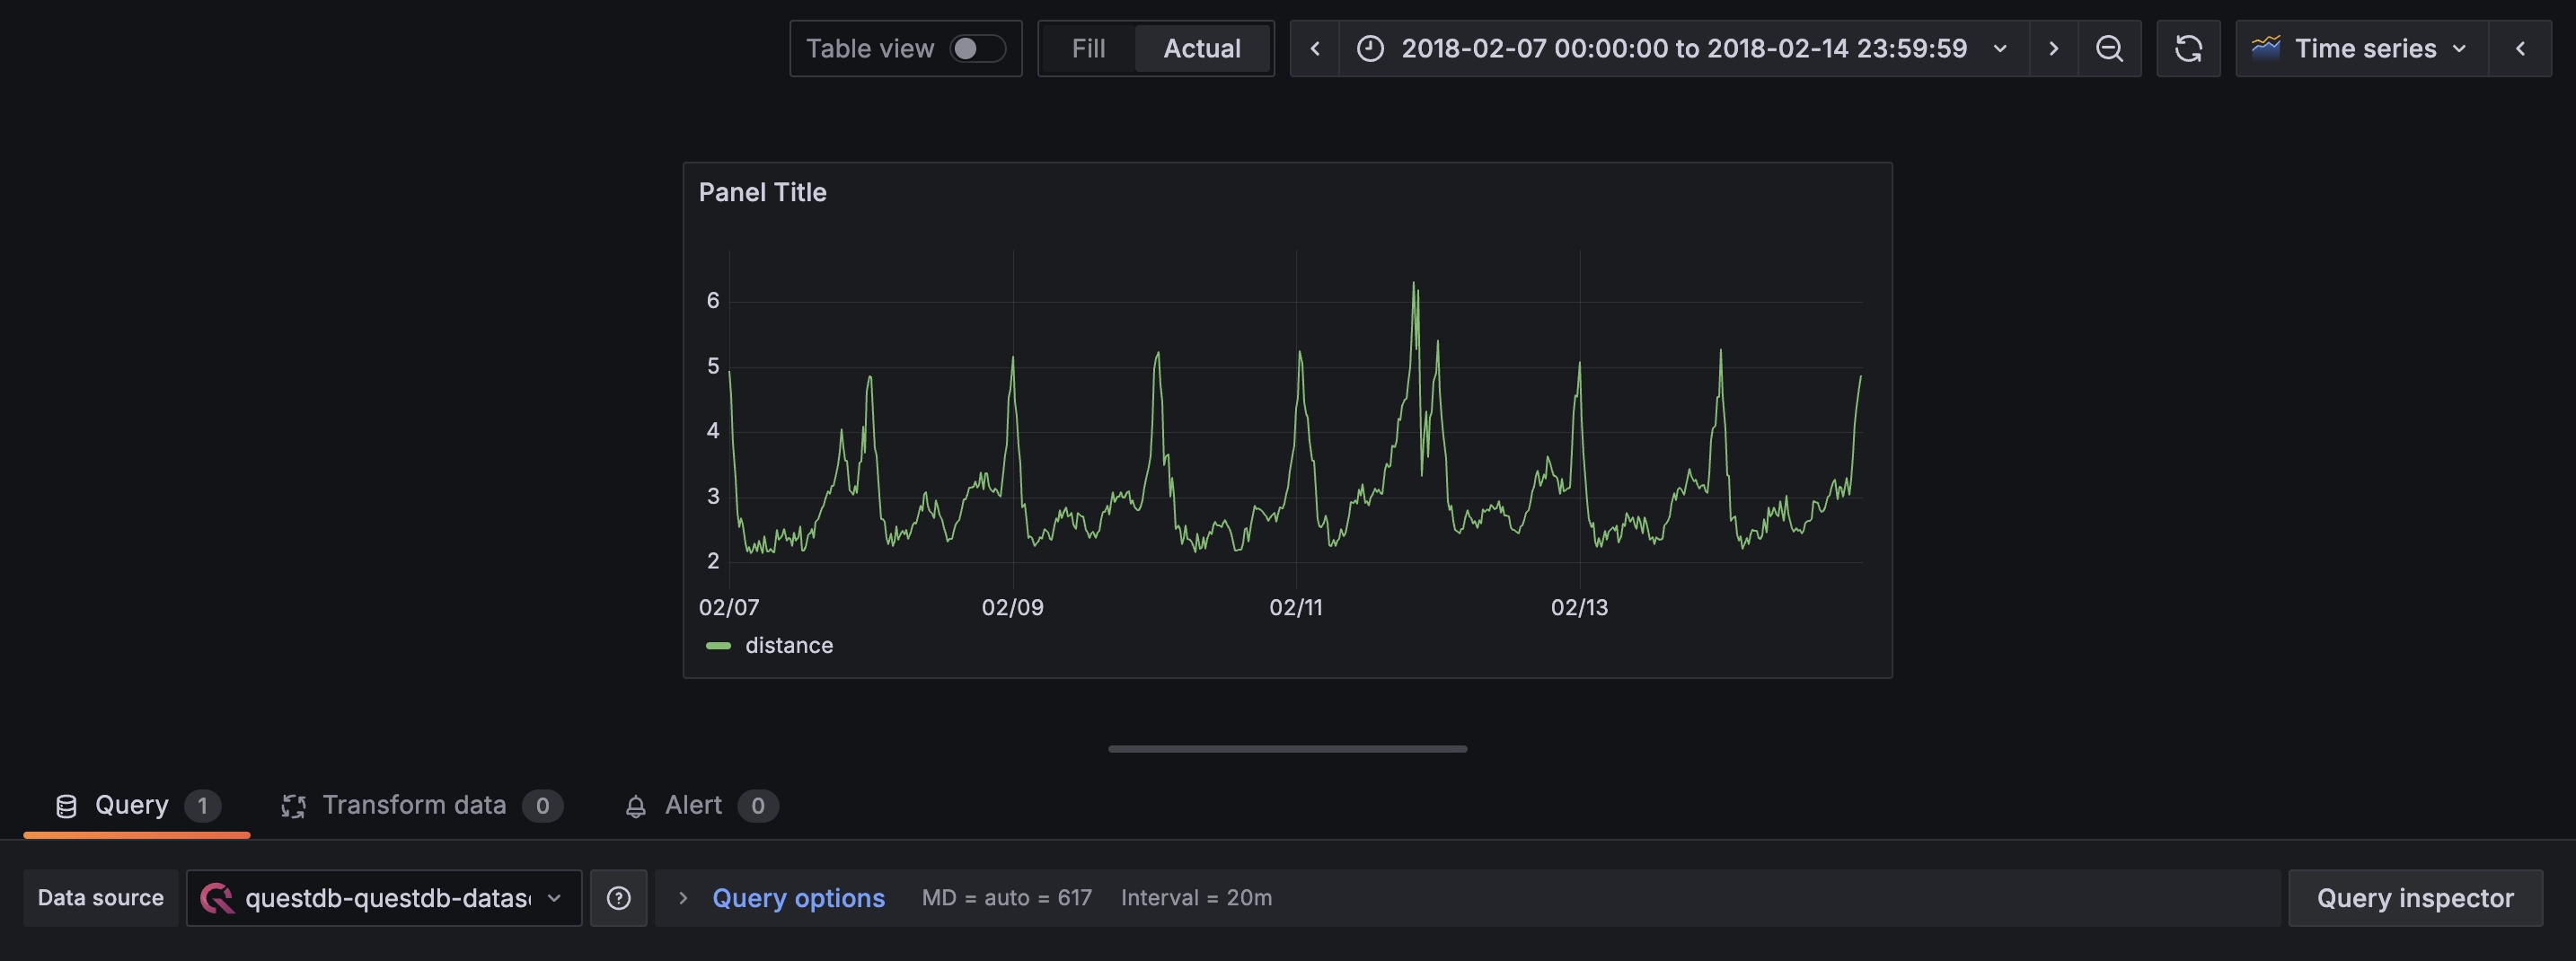 Table view Fill Actual 2018-02-07 00:00:00 to 2018-02-14 23:59:59 Time series
Panel Title
6
5
4
3
2
02/07 02/09 02/11 02/13
distance
Query 1 Transform data 0 Alert 0
Data source questdb-questdb-datas Query options MD = auto = 617 Interval = 20m Query inspector